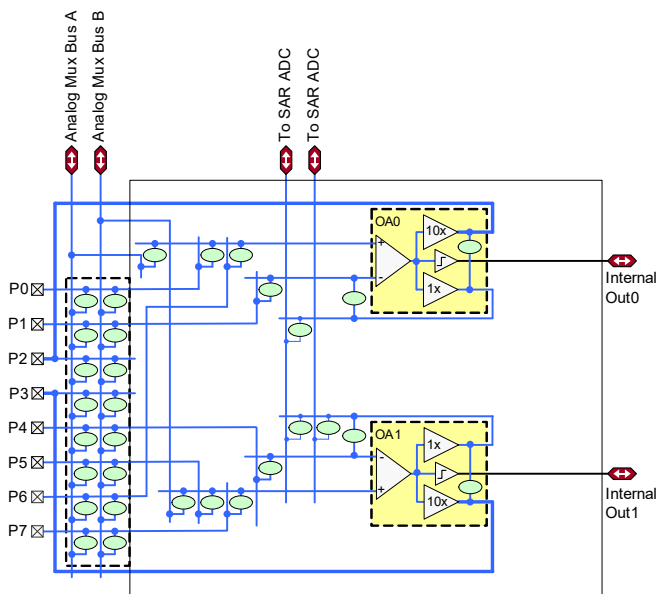 Analog Mux Bus A
Analog Mux Bus B
To SAR ADC
To SAR ADC
OA0
10x
+
-
1x
Internal
Out0
P0
P1
P2
P3
P4
P5
P6
P7
OA1
1x
-
+
10x
Internal
Out1